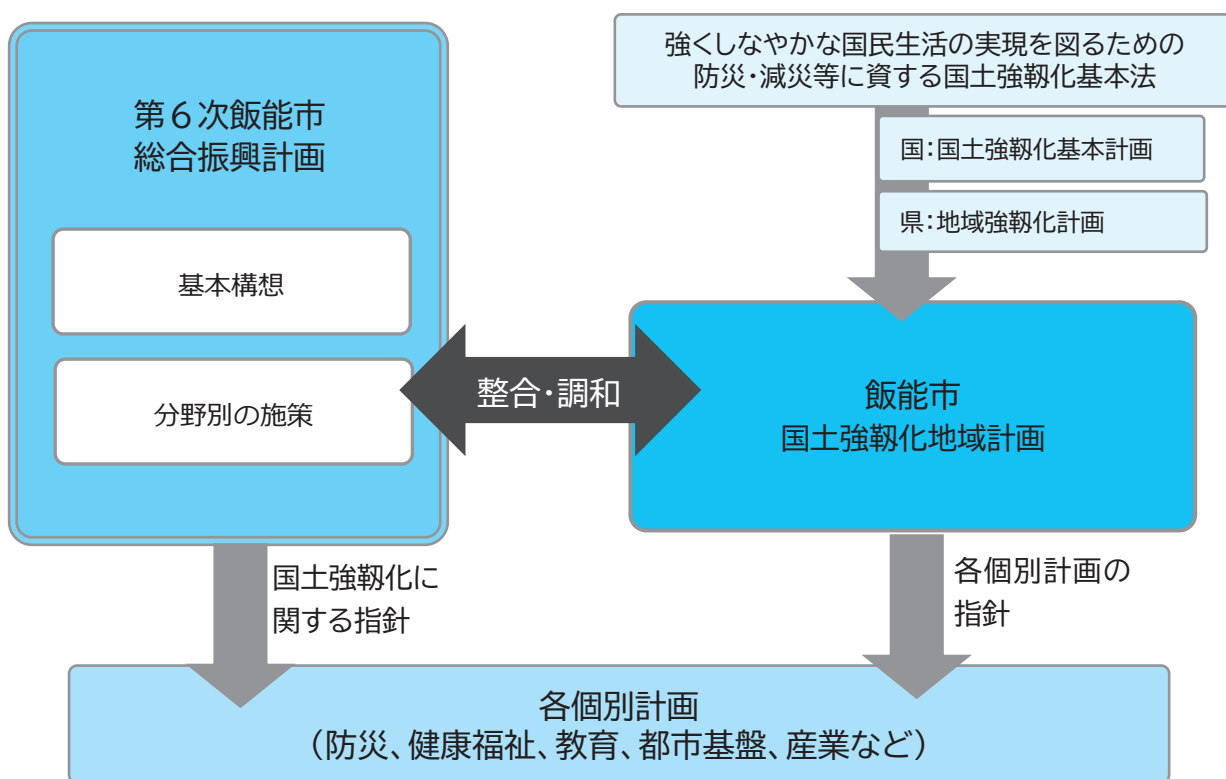 第６次飯能市
総合振興計画
基本構想
分野別の施策
強くしなやかな国民生活の実現を図るための
防災・減災等に資する国土強靱化基本法
国：国土強靱化基本計画
県：地域強靱化計画
整合・調和
飯能市
国土強靱化地域計画
国土強靱化に
関する指針
各個別計画の
指針
各個別計画
（防災、健康福祉、教育、都市基盤、産業など）